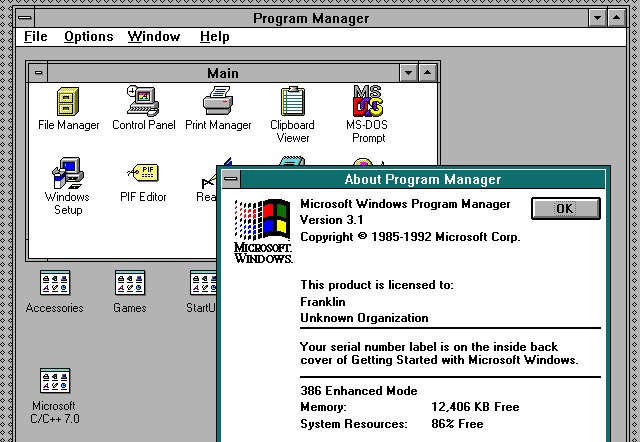 Program Manager
File Options Window Help
Main
File Manager
Control Panel
Print Manager
Clipboard
Viewer
MS-DOS
Prompt
MS
DOS
Windows
Setup
PIF
PIF Editor
Accessories
Games
Microsoft
C/C++ 7.0
About Program Manager
MICROSOFT.
WINDOWS.
Microsoft Windows Program Manager
Version 3.1
Copyright © 1985-1992 Microsoft Corp.
OK
This product is licensed to:
Franklin
Unknown Organization
Your serial number label is on the inside back
cover of Getting Started with Microsoft Windows.
386 Enhanced Mode
Memory: 12,406 KB Free
System Resources: 86% Free